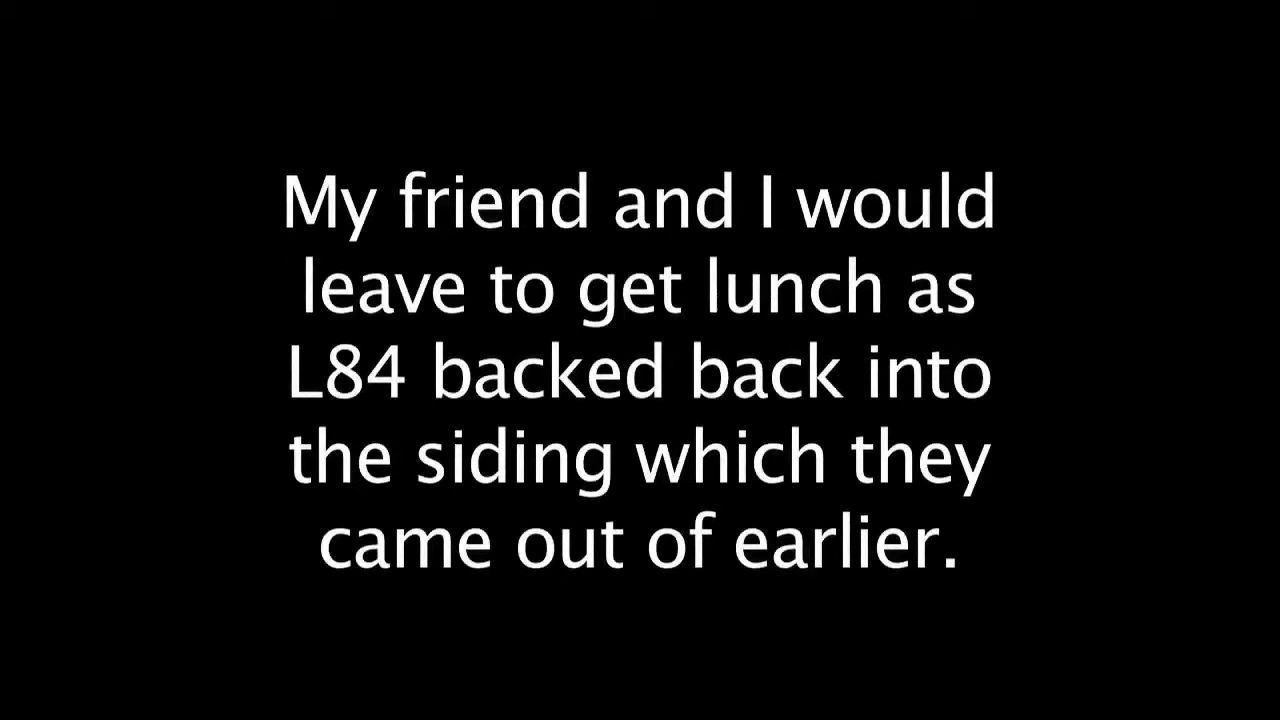 My friend and I would
leave to get lunch as
L84 backed back into
the siding which they
came out of earlier.